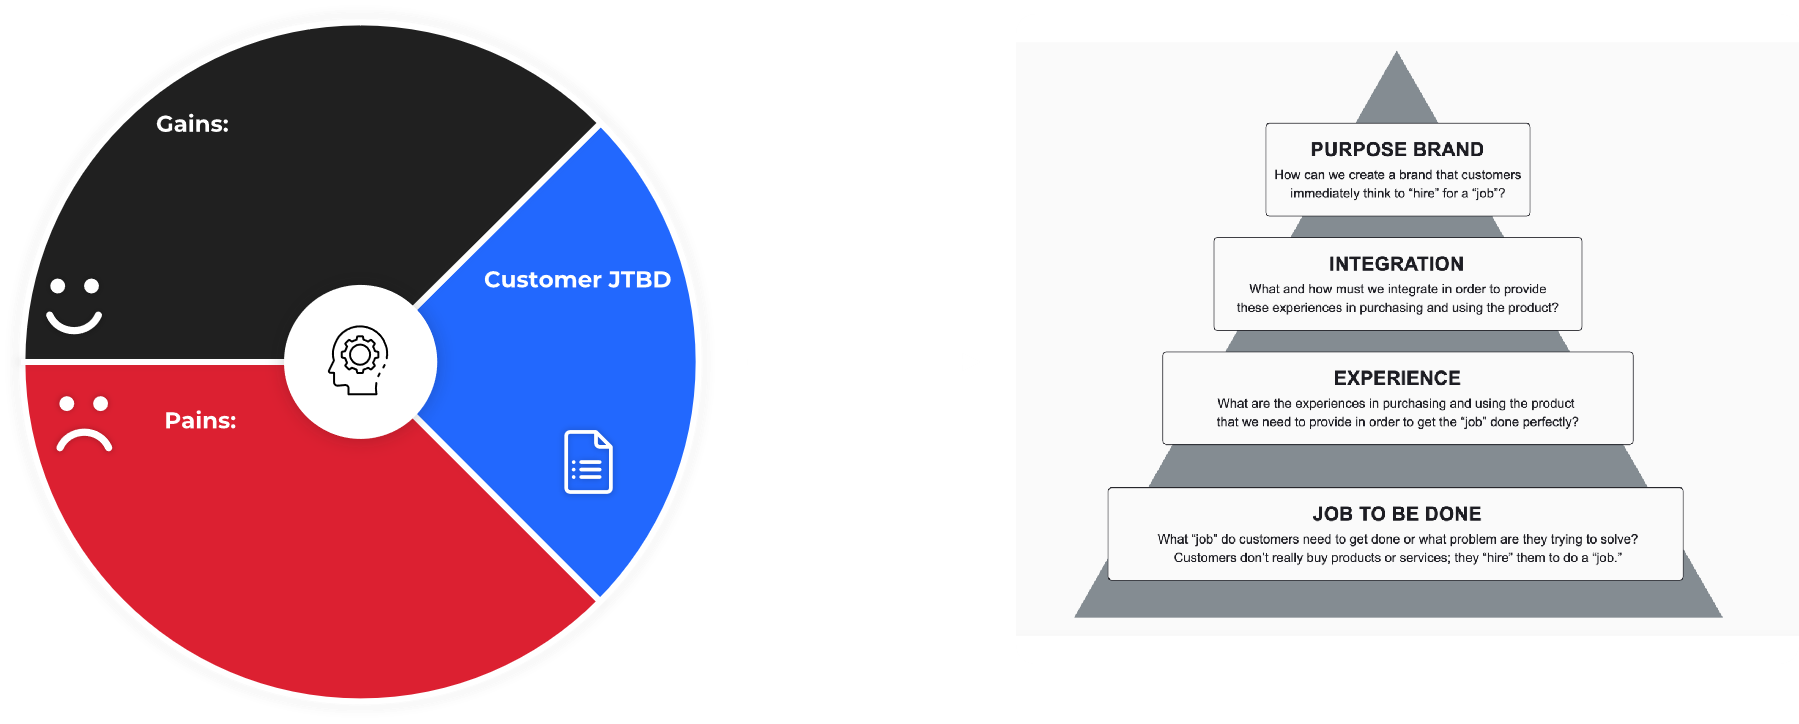 Gains:
Customer JTBD
Pains:
PURPOSE BRAND
How can we create a brand that customers
immediately think to “hire” for a “job”?
INTEGRATION
What and how must we integrate in order to provide
these experiences in purchasing and using the product?
EXPERIENCE
What are the experiences in purchasing and using the product
that we need to provide in order to get the “job” done perfectly?
JOB TO BE DONE
What “job” do customers need to get done or what problem are they trying to solve?
Customers don’t really buy products or services; they “hire” them to do a “job.”